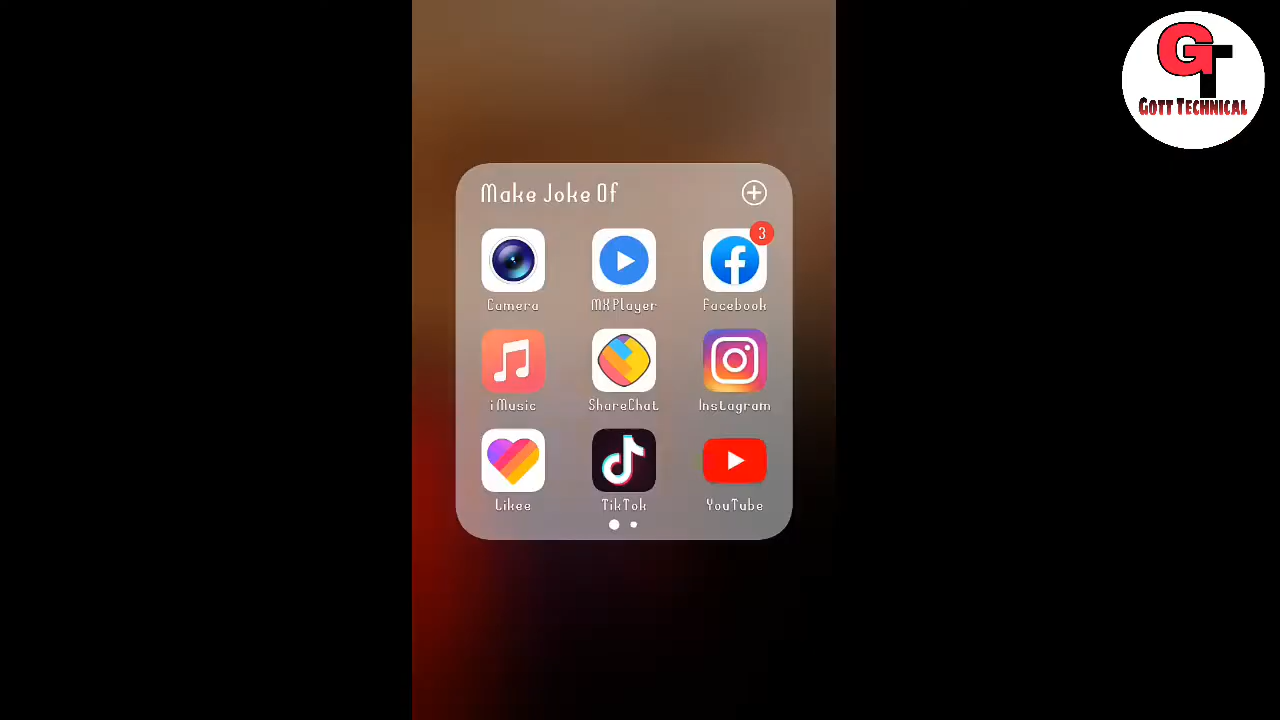 GT
GOTT TECHNICAL
Make Joke Of
3
Camera
MXPlayer
Facebook
iMusic
ShareChat
Instagram
Likee
TikTok
YouTube